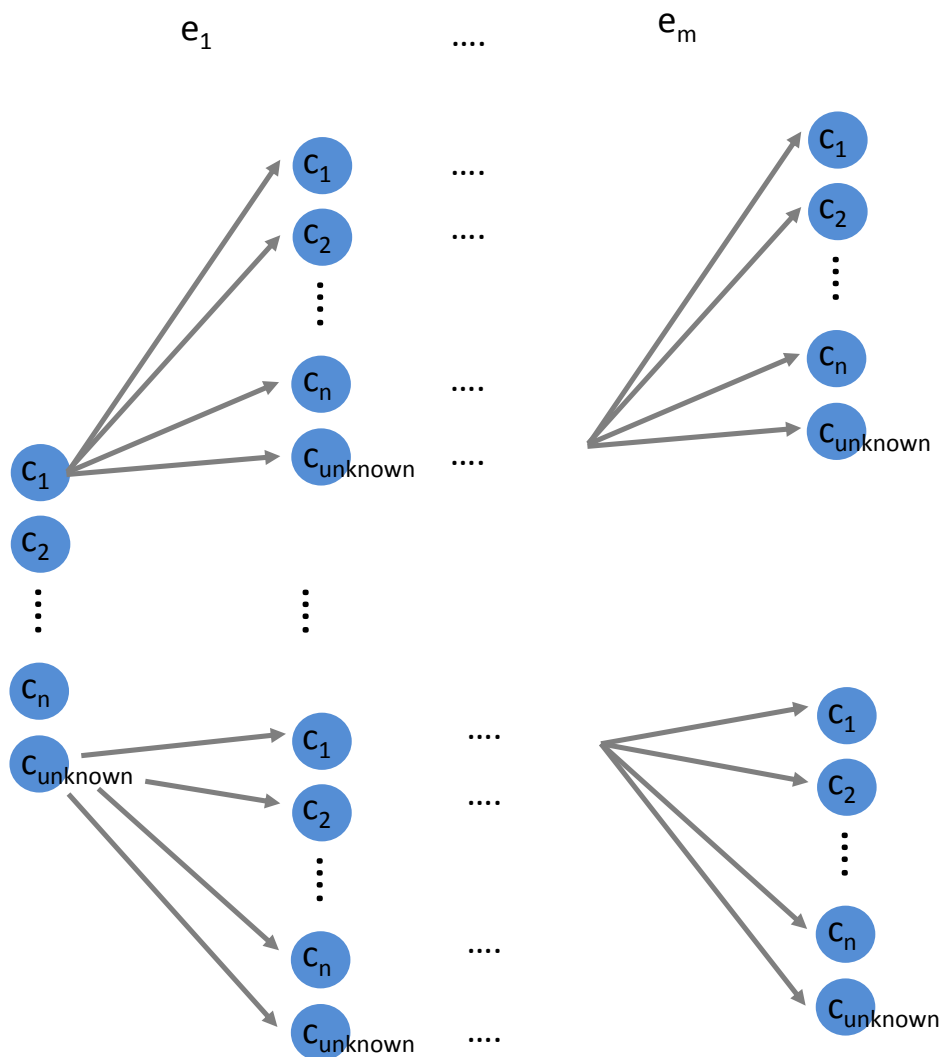 e₁ .... eₘ
c₁ .... c₁
c₂ .... c₂
cₙ .... cₙ
c₁ cunknown .... cunknown
c₂
cₙ
cunknown c₁ .... c₁
c₂ .... c₂
cₙ .... cₙ
cunknown .... cunknown